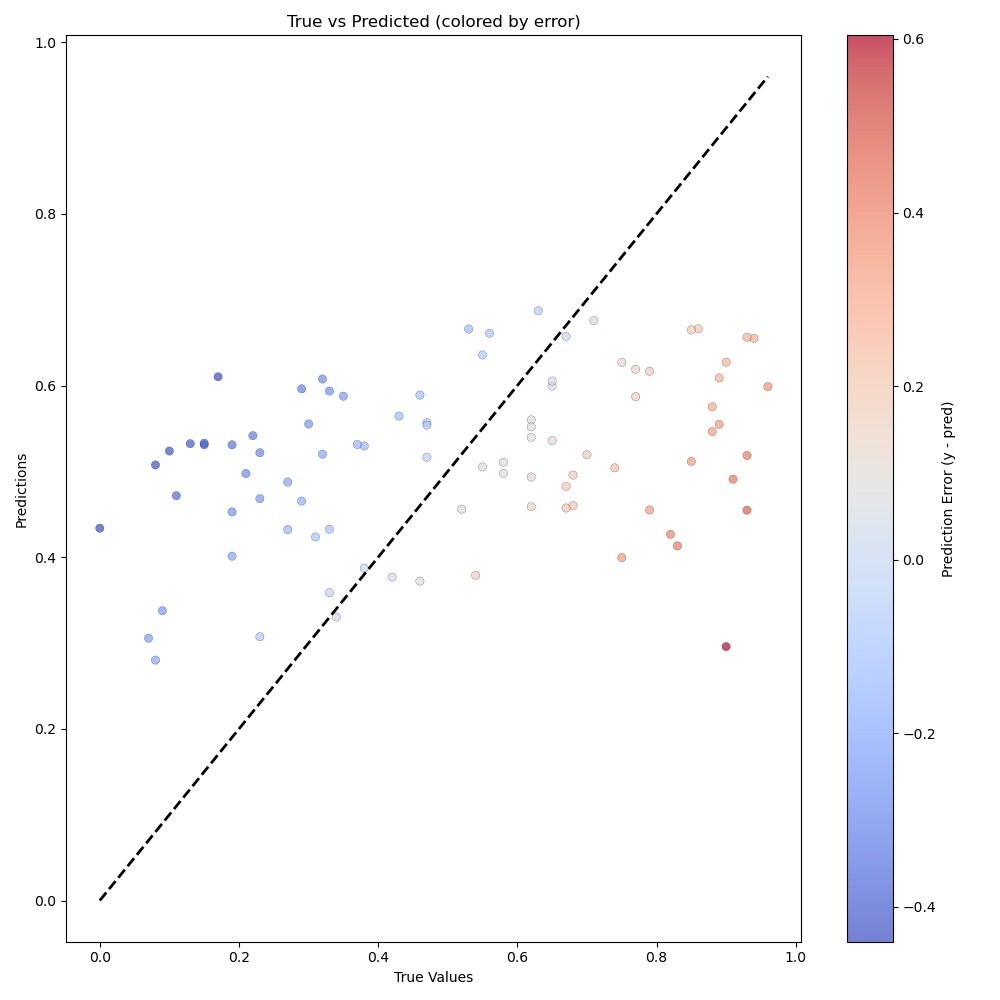 True vs Predicted (colored by error)
1.0
0.8
0.6
0.4
0.2
0.0
Predictions
0.0 0.2 0.4 0.6 0.8 1.0
True Values
0.6
0.4
0.2
0.0
−0.2
−0.4
Prediction Error (y - pred)